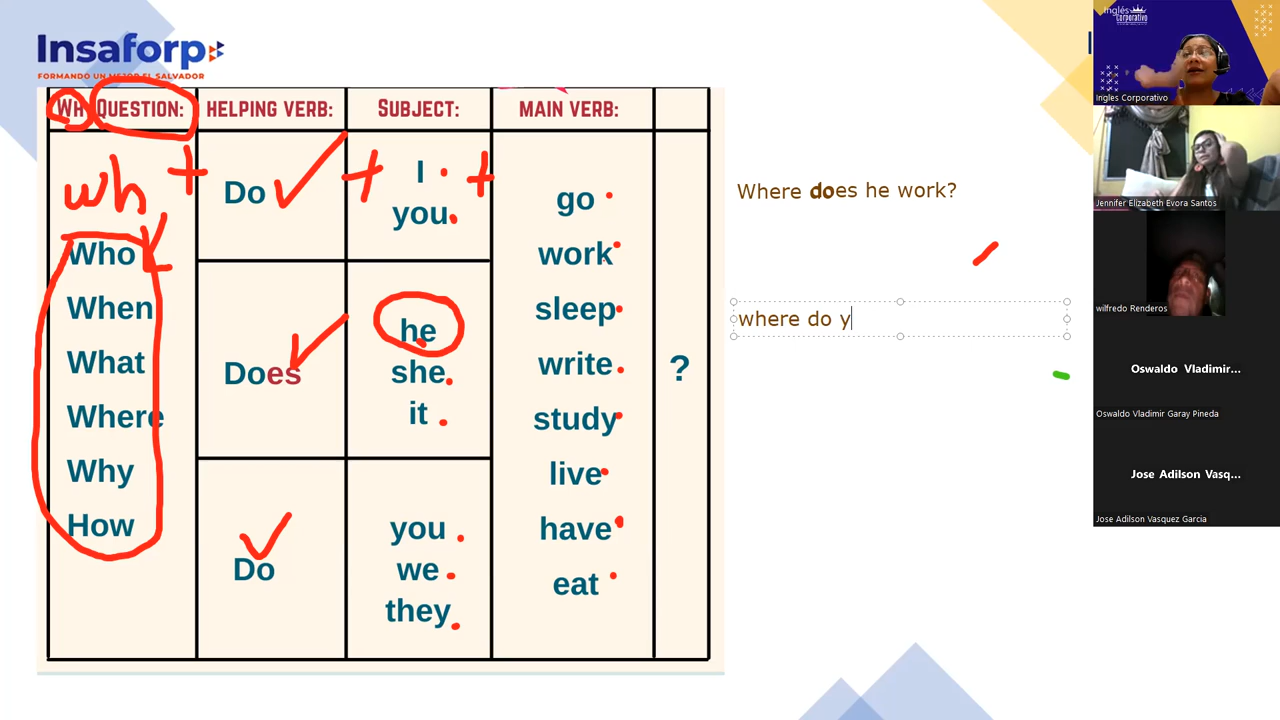 Insaforp
FORMANDO UN MEJOR EL SALVADOR
WH QUESTION: HELPING VERB: SUBJECT: MAIN VERB:
wh + Do + I + go
you work
Who
When Does he sleep
What she write
Where it study
Why live
How Do you have
we eat
they
?
Where does he work?
where do y
Inglés Corporativo
Ingles Corporativo
Jennifer Elizabeth Evora Santos
wilfredo Renderos
Oswaldo Vladimir...
Oswaldo Vladimir Garay Pineda
Jose Adilson Vasq...
Jose Adilson Vasquez Garcia